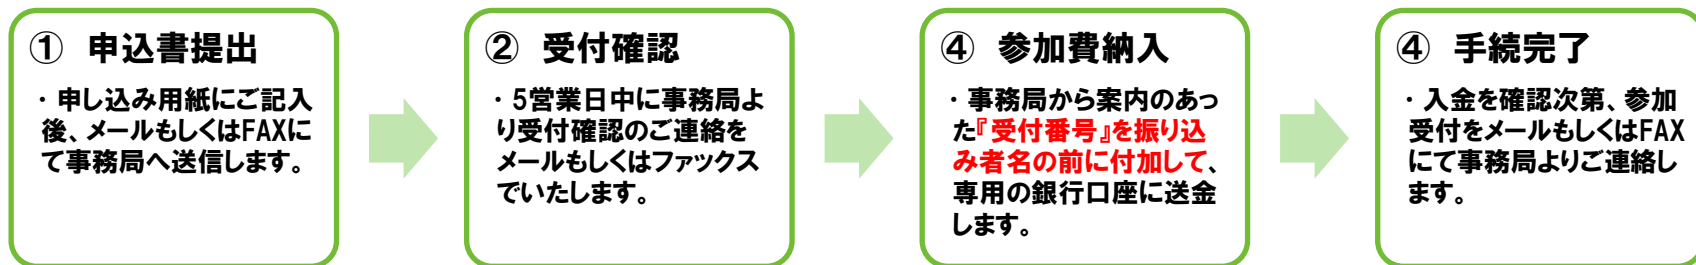 ① 申込書提出
・申し込み用紙にご記入
後、メールもしくはFAXに
て事務局へ送信します。
② 受付確認
・5営業日中に事務局よ
り受付確認のご連絡を
メールもしくはファックス
でいたします。
④ 参加費納入
・事務局から案内のあっ
た『受付番号』を振り込
み者名の前に付加して、
専用の銀行口座に送金
します。
④ 手続完了
・入金を確認次第、参加
受付をメールもしくはFAX
にて事務局よりご連絡し
ます。